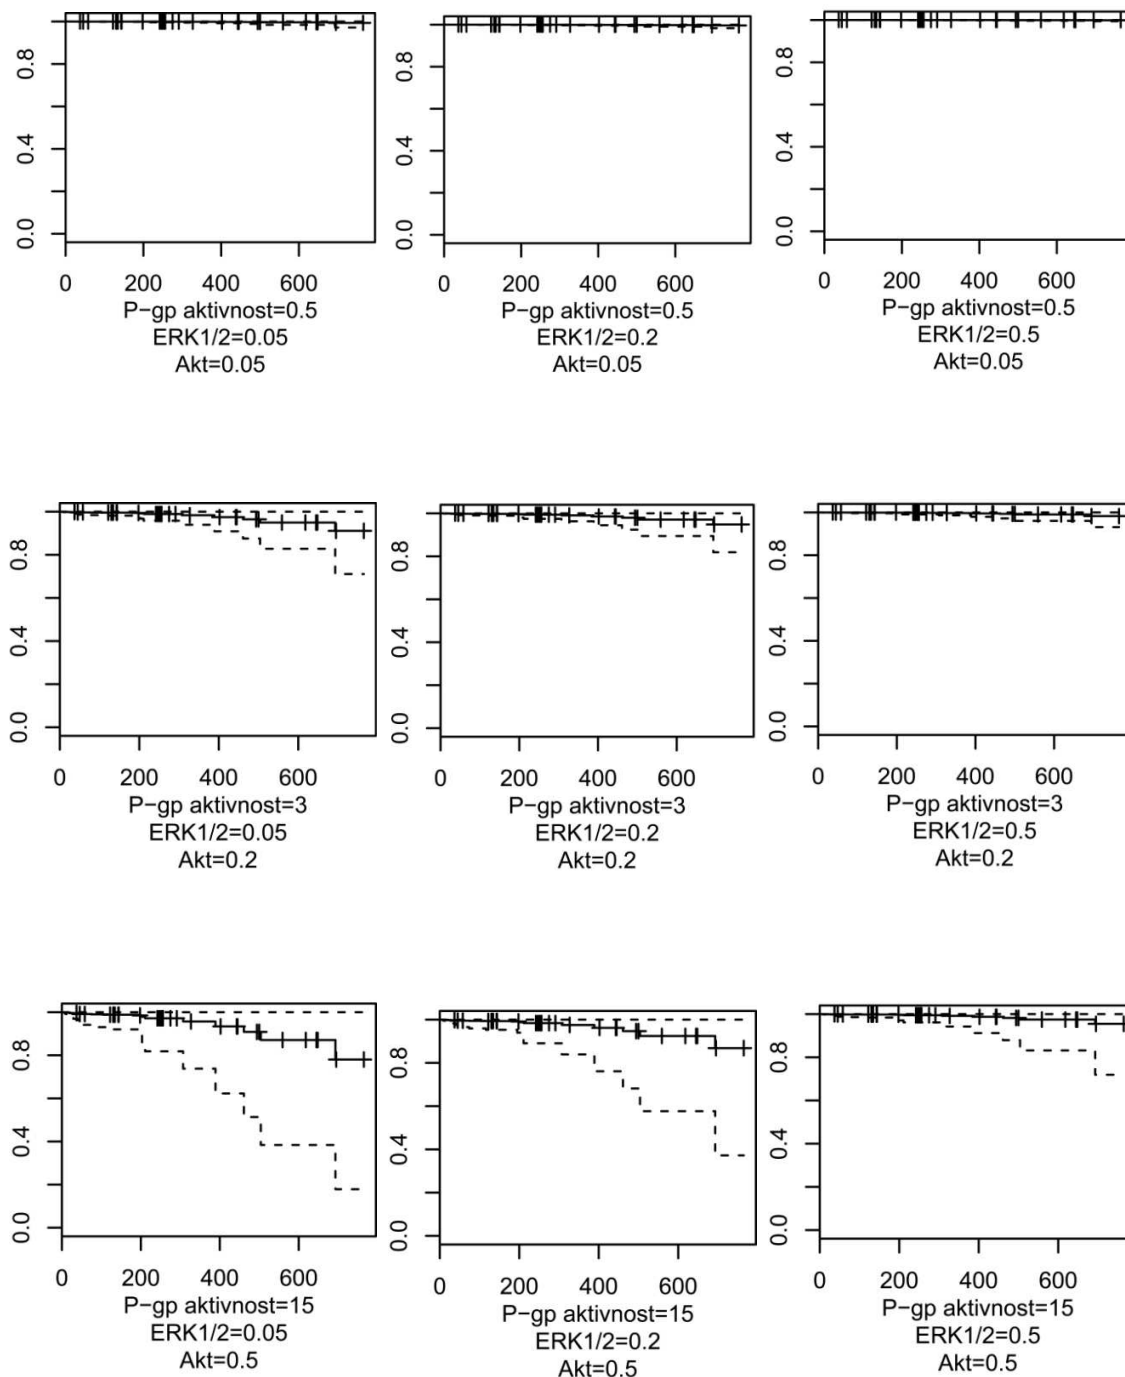 0.8
0.4
0.0
0 200 400 600
P-gp aktivnost=0.5
ERK1/2=0.05
Akt=0.05
0.8
0.4
0.0
0 200 400 600
P-gp aktivnost=0.5
ERK1/2=0.2
Akt=0.05
0.8
0.4
0.0
0 200 400 600
P-gp aktivnost=0.5
ERK1/2=0.5
Akt=0.05
0.8
0.4
0.0
0 200 400 600
P-gp aktivnost=3
ERK1/2=0.05
Akt=0.2
0.8
0.4
0.0
0 200 400 600
P-gp aktivnost=3
ERK1/2=0.2
Akt=0.2
0.8
0.4
0.0
0 200 400 600
P-gp aktivnost=3
ERK1/2=0.5
Akt=0.2
0.8
0.4
0.0
0 200 400 600
P-gp aktivnost=15
ERK1/2=0.05
Akt=0.5
0.8
0.4
0.0
0 200 400 600
P-gp aktivnost=15
ERK1/2=0.2
Akt=0.5
0.8
0.4
0.0
0 200 400 600
P-gp aktivnost=15
ERK1/2=0.5
Akt=0.5